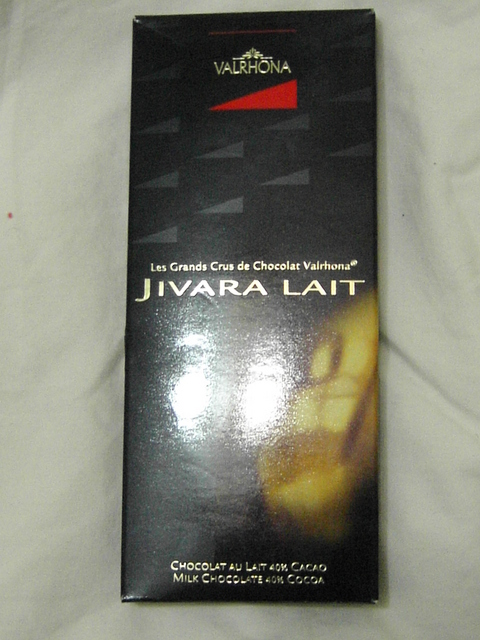 VALRHONA
Les Grands Crus de Chocolat Valrhona
JIVARA LAIT
CHOCOLAT AU LAIT 40% CACAO
MILK CHOCOLATE 40% COCOA